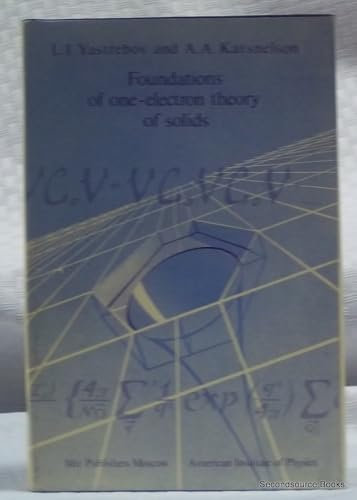 L.I. Yastrebov and A.A. Katsnelson
Foundations
of one-electron theory
of solids
Mir Publishers Moscow American Institute of Physics
Secondsource Books